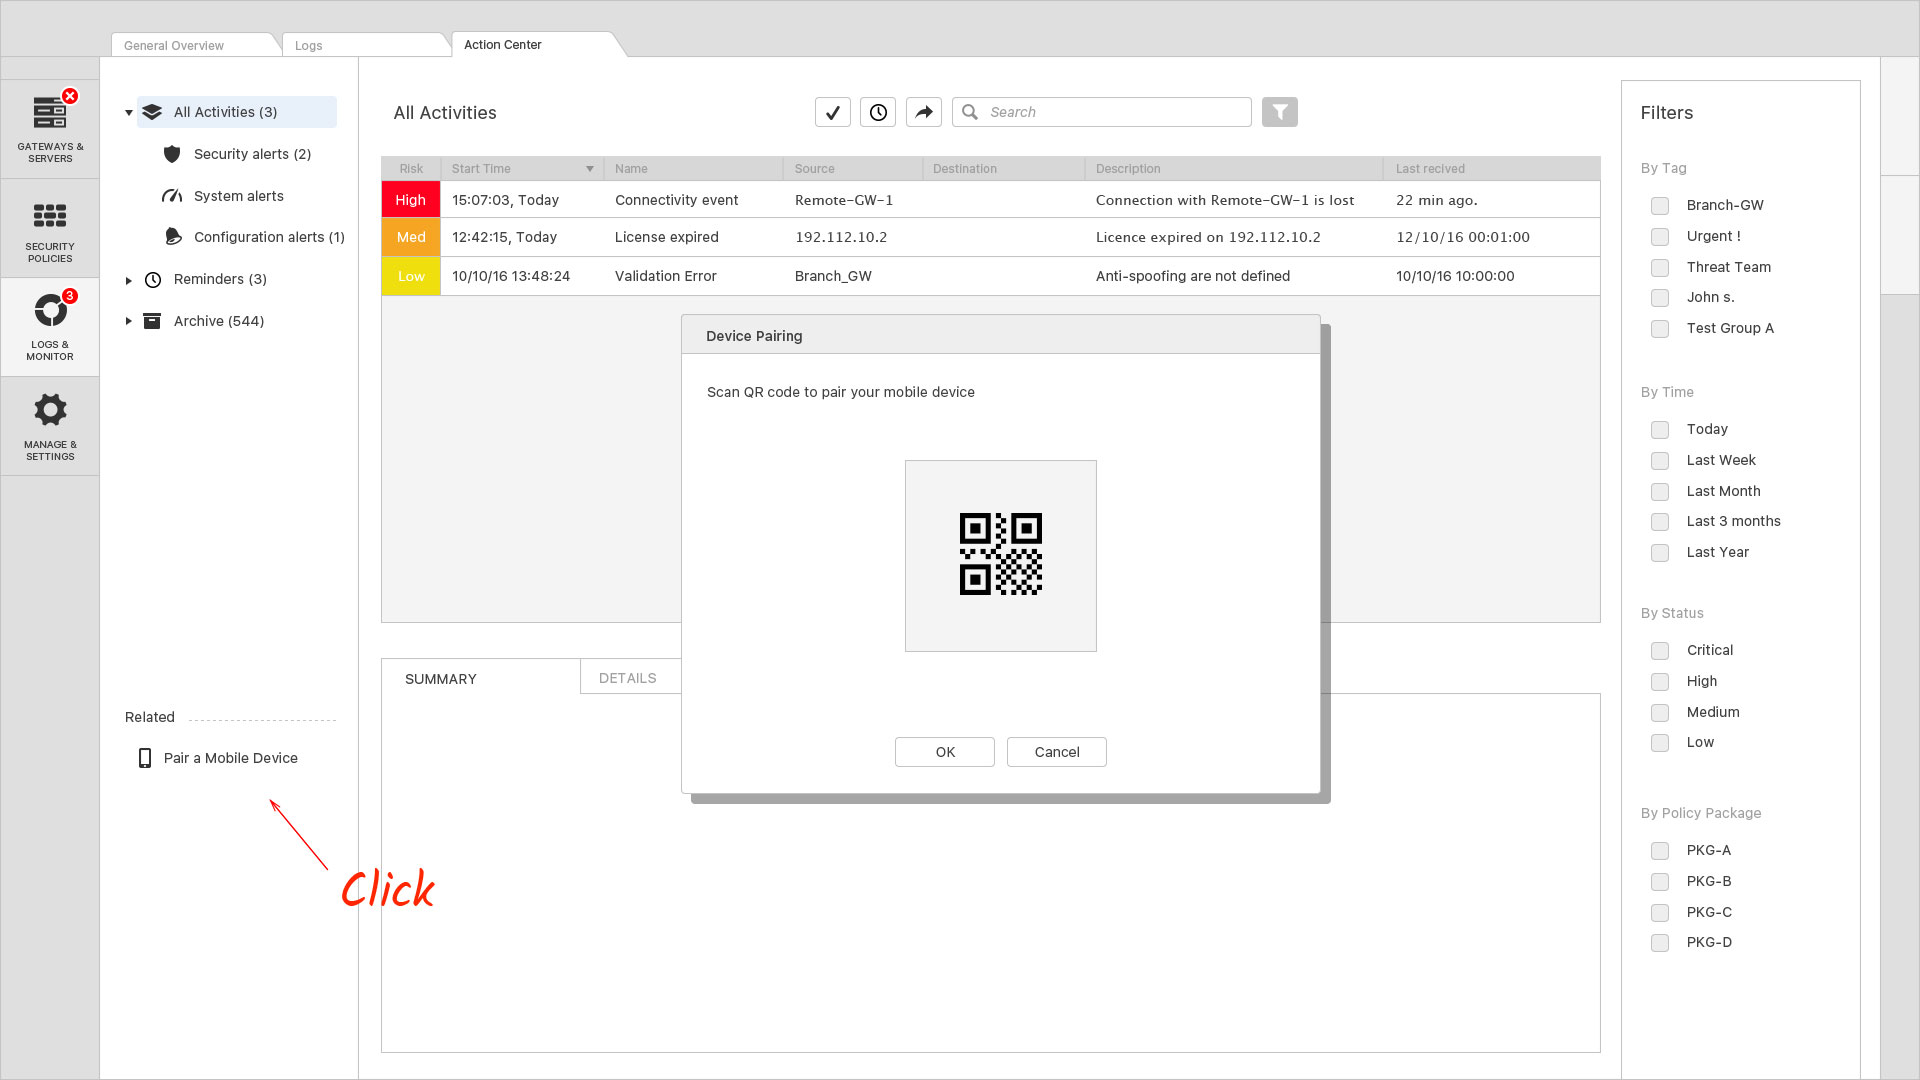 General Overview
Logs
Action Center
3
GATEWAYS &
SERVERS
SECURITY
POLICIES
LOGS &
MONITOR
MANAGE &
SETTINGS
All Activities (3)
Security alerts (2)
System alerts
Configuration alerts (1)
Reminders (3)
Archive (544)
Related
Pair a Mobile Device
Click
All Activities
Search
Risk Start Time Name Source Destination Description Last recived
High 15:07:03, Today Connectivity event Remote-GW-1 Connection with Remote-GW-1 is lost 22 min ago.
Med 12:42:15, Today License expired 192.112.10.2 Licence expired on 192.112.10.2 12/10/16 00:01:00
Low 10/10/16 13:48:24 Validation Error Branch_GW Anti-spoofing are not defined 10/10/16 10:00:00
Device Pairing
Scan QR code to pair your mobile device
OK Cancel
SUMMARY
DETAILS
Filters
By Tag
Branch-GW
Urgent !
Threat Team
John s.
Test Group A
By Time
Today
Last Week
Last Month
Last 3 months
Last Year
By Status
Critical
High
Medium
Low
By Policy Package
PKG-A
PKG-B
PKG-C
PKG-D